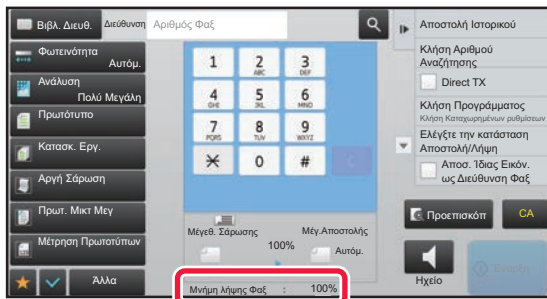 Βιβλ. Διευθ.
Διεύθυνση
Αριθμός Φαξ
Φωτεινότητα
Αυτόμ.
Ανάλυση
Πολύ Μεγάλη
Πρωτότυπο
Κατασκ. Εργ.
Αργή Σάρωση
Πρωτ. Μικτ Μεγ
Μέτρηση Πρωτοτύπων
Άλλα
1 2 3
ABC DEF
4 5 6
GHI JKL MNO
7 8 9
PQRS TUV WXYZ
0 # C
Μέγεθ. Σάρωσης
100%
Μέγ.Αποστολής
Αυτόμ.
Μνήμη λήψης Φαξ : 100%
Αποστολή Ιστορικού
Κλήση Αριθμού
Αναζήτησης
Direct TX
Κλήση Προγράμματος
Κλήση Καταχωρημένων ρυθμίσεων
Ελέγξτε την κατάσταση
Αποστολή/Λήψη
Αποσ. Ίδιας Εικόν.
ως Διεύθυνση Φαξ
Προεπισκόπ
CA
Ηχείο
Έναρξη